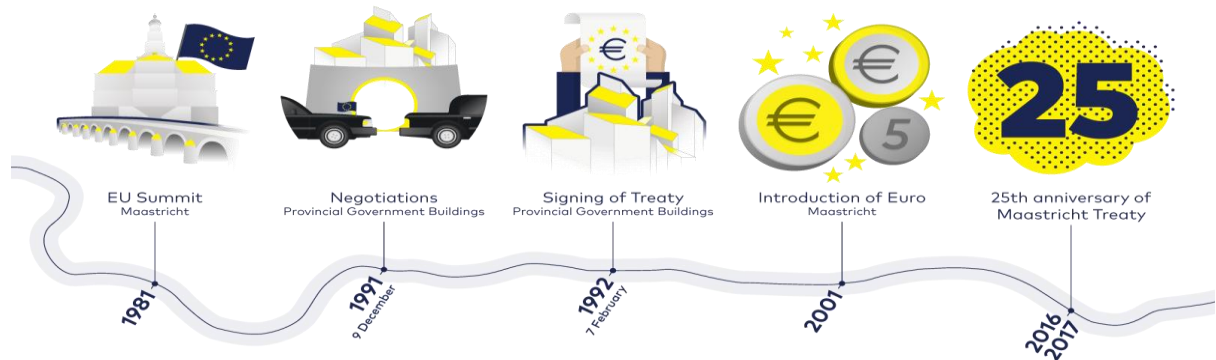 €
€
€
5
25
EU Summit
Maastricht
Negotiations
Provincial Government Buildings
Signing of Treaty
Provincial Government Buildings
Introduction of Euro
Maastricht
25th anniversary of
Maastricht Treaty
1981
1991
9 December
1992
7 February
2001
2016
2017